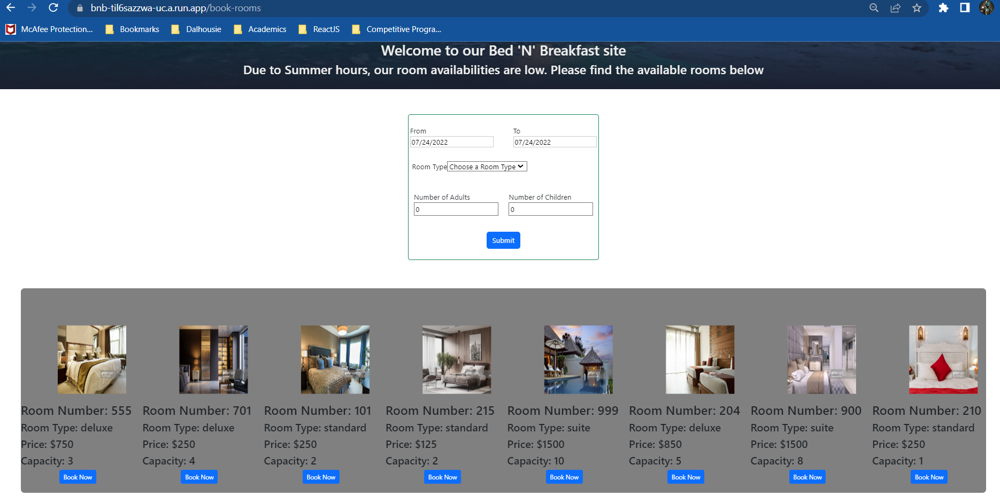 bnb-til6sazzwa-uc.a.run.app/book-rooms
McAfee Protection... Bookmarks Dalhousie Academics ReactJS Competitive Progra...
Welcome to our Bed 'N' Breakfast site
Due to Summer hours, our room availabilities are low. Please find the available rooms below
From To
07/24/2022 07/24/2022
Room Type Choose a Room Type
Number of Adults Number of Children
0 0
Submit
gettyimages gettyimages gettyimages gettyimages gettyimages gettyimages gettyimages gettyimages
Room Number: 555 Room Number: 701 Room Number: 101 Room Number: 215 Room Number: 999 Room Number: 204 Room Number: 900 Room Number: 210
Room Type: deluxe Room Type: deluxe Room Type: standard Room Type: standard Room Type: suite Room Type: deluxe Room Type: suite Room Type: standard
Price: $750 Price: $250 Price: $250 Price: $125 Price: $1500 Price: $850 Price: $1500 Price: $250
Capacity: 3 Capacity: 4 Capacity: 2 Capacity: 2 Capacity: 10 Capacity: 5 Capacity: 8 Capacity: 1
Book Now Book Now Book Now Book Now Book Now Book Now Book Now Book Now